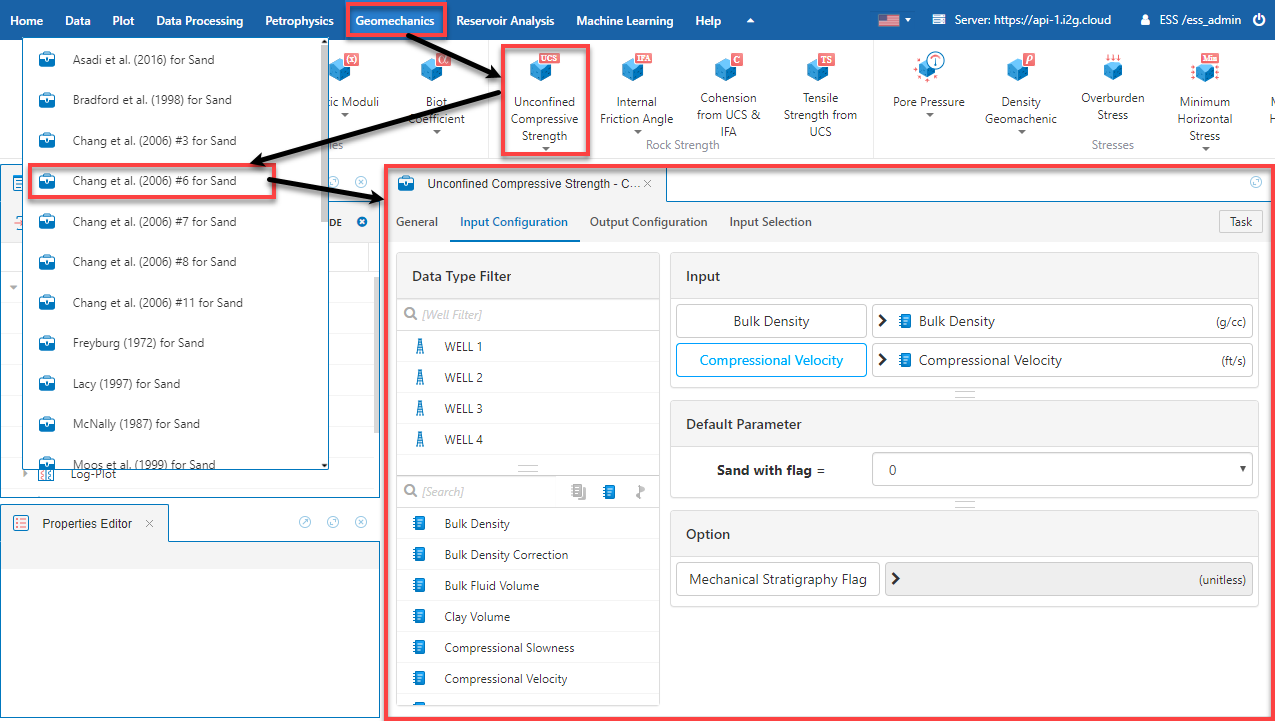 Home Data Plot Data Processing Petrophysics Geomechanics Reservoir Analysis Machine Learning Help Server: https://api-1.i2g.cloud ESS /ess_admin
Asadi et al. (2016) for Sand
Bradford et al. (1998) for Sand
Chang et al. (2006) #3 for Sand
Chang et al. (2006) #6 for Sand
Chang et al. (2006) #7 for Sand
Chang et al. (2006) #8 for Sand
Chang et al. (2006) #11 for Sand
Freyburg (1972) for Sand
Lacy (1997) for Sand
McNally (1987) for Sand
Moos et al. (1999) for Sand
Log-Plot
(x) α UCS IFA C TS P Min
tic Moduli
Biot
Coefficient
Unconfined
Compressive
Strength
Internal
Friction Angle
Cohension
from UCS &
IFA
Tensile
Strength from
UCS
Rock Strength
Pore Pressure
Density
Geomachenic
Overburden
Stress
Minimum
Horizontal
Stress
Stresses
Unconfined Compressive Strength - C...
General Input Configuration Output Configuration Input Selection Task
Data Type Filter
[Well Filter]
WELL 1
WELL 2
WELL 3
WELL 4
[Search]
Bulk Density
Bulk Density Correction
Bulk Fluid Volume
Clay Volume
Compressional Slowness
Compressional Velocity
Input
Bulk Density Bulk Density (g/cc)
Compressional Velocity Compressional Velocity (ft/s)
Default Parameter
Sand with flag = 0
Option
Mechanical Stratigraphy Flag (unitless)
Properties Editor